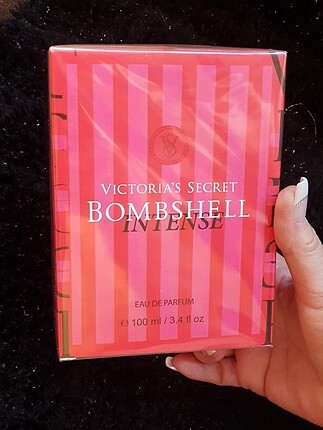 VICTORIA'S SECRET
BOMBSHELL
INTENSE
EAU DE PARFUM
℮ 100 ml / 3.4 fl oz